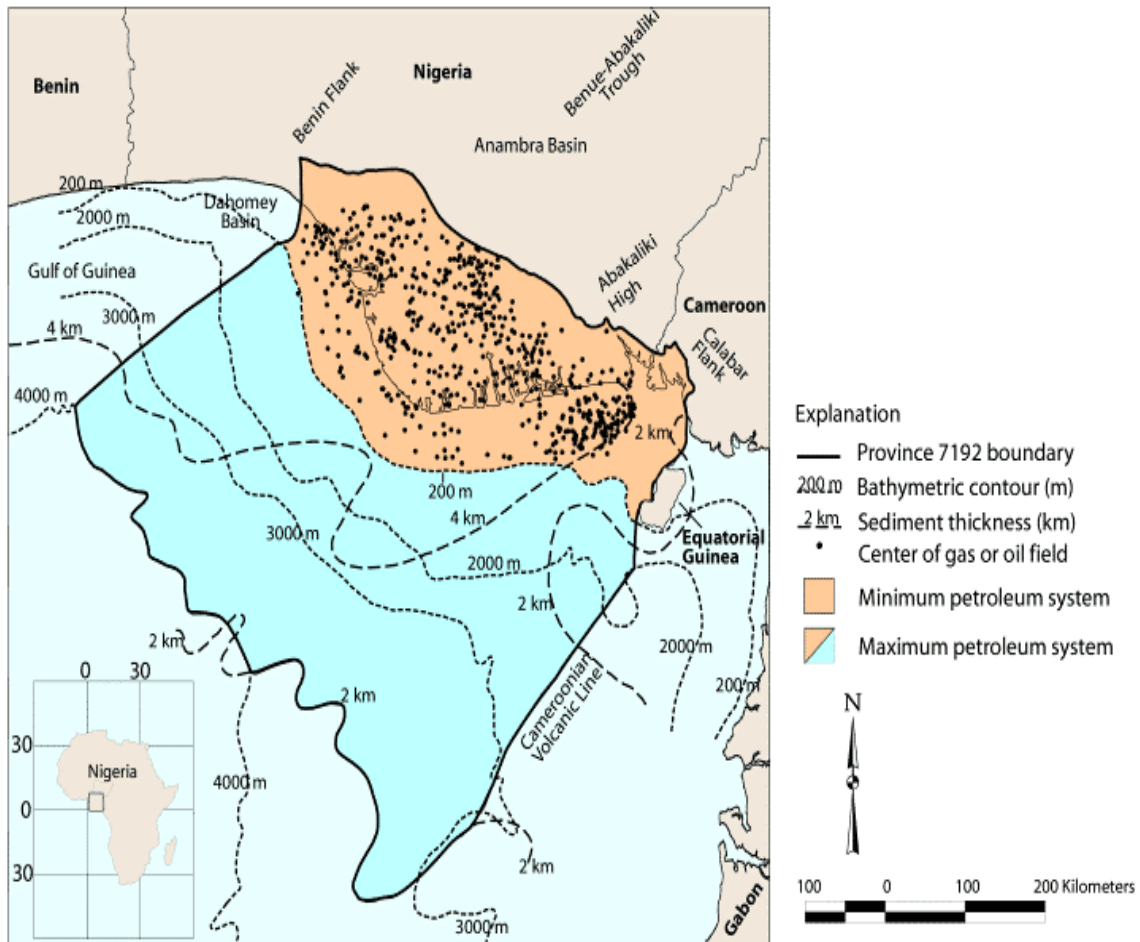 Benin
Nigeria
Benin Flank
Benue-Abakaliki
Trough
Anambra Basin
200 m
2000 m
Dahomey
Basin
Gulf of Guinea
3000 m
4 km
4000 m
Abakaliki
High
Cameroon
Calabar
Flank
2 km
200 m
4 km
3000 m
2000 m
Equatorial
Guinea
2 km
2000 m
200 m
2 km
2 km
Cameroonian
Volcanic Line
4000 m
2 km
3000 m
Gabon
0 30
30
Nigeria
0
30
Explanation
Province 7192 boundary
200 m Bathymetric contour (m)
2 km Sediment thickness (km)
Center of gas or oil field
Minimum petroleum system
Maximum petroleum system
N
100 0 100 200 Kilometers